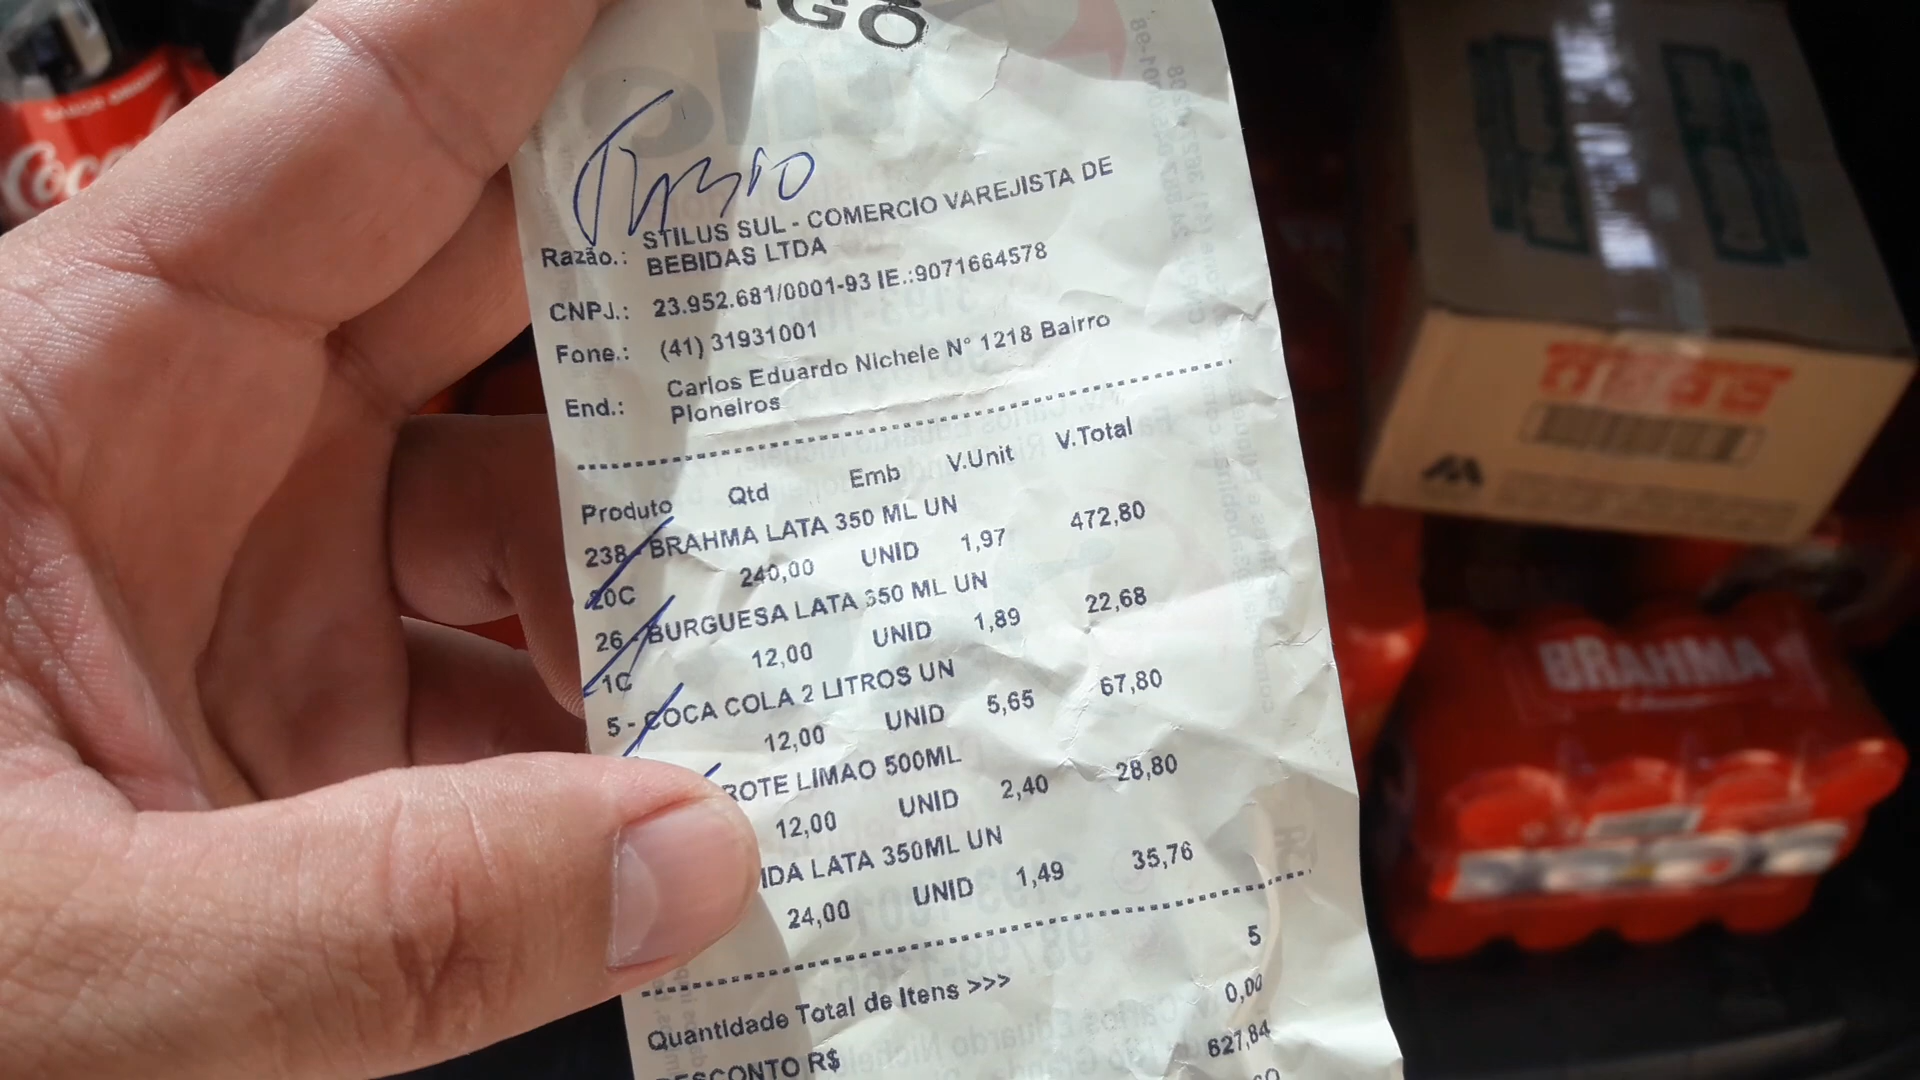 STILUS SUL - COMERCIO VAREJISTA DE
Razão.: BEBIDAS LTDA
CNPJ.: 23.952.681/0001-93 IE.:9071664578
Fone.: (41) 31931001
Carlos Eduardo Nichele N° 1218 Bairro
End.: Pioneiros
Produto Qtd Emb V.Unit V.Total
238 - BRAHMA LATA 350 ML UN
20C 240,00 UNID 1,97 472,80
26 - BURGUESA LATA 350 ML UN
1C 12,00 UNID 1,89 22,68
5 - COCA COLA 2 LITROS UN
12,00 UNID 5,65 67,80
ROTE LIMAO 500ML
12,00 UNID 2,40 28,80
IDA LATA 350ML UN
24,00 UNID 1,49 35,76
Quantidade Total de Itens >>> 5
DESCONTO R$ 0,00
627,84
BRAHMA
Coca